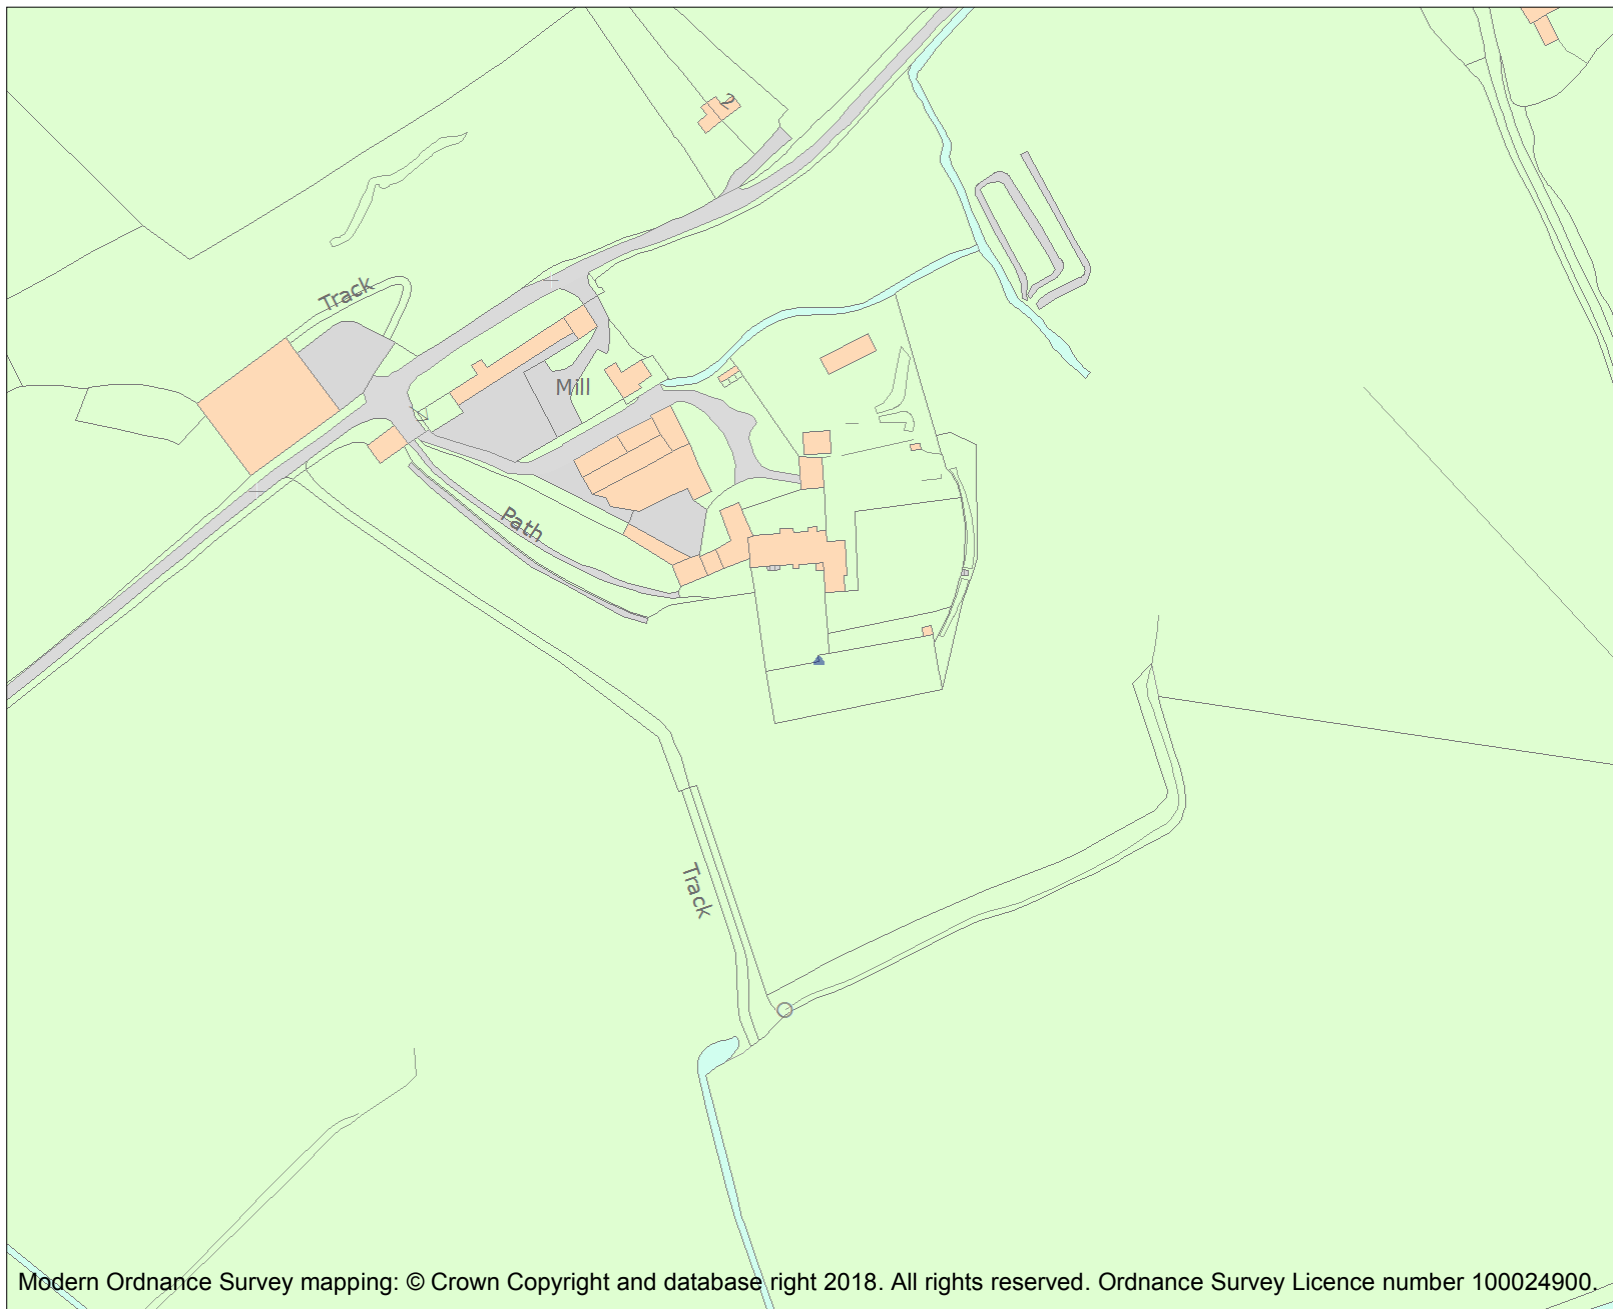 2
Track
Mill
Path
Track
Modern Ordnance Survey mapping: © Crown Copyright and database right 2018. All rights reserved. Ordnance Survey Licence number 100024900.